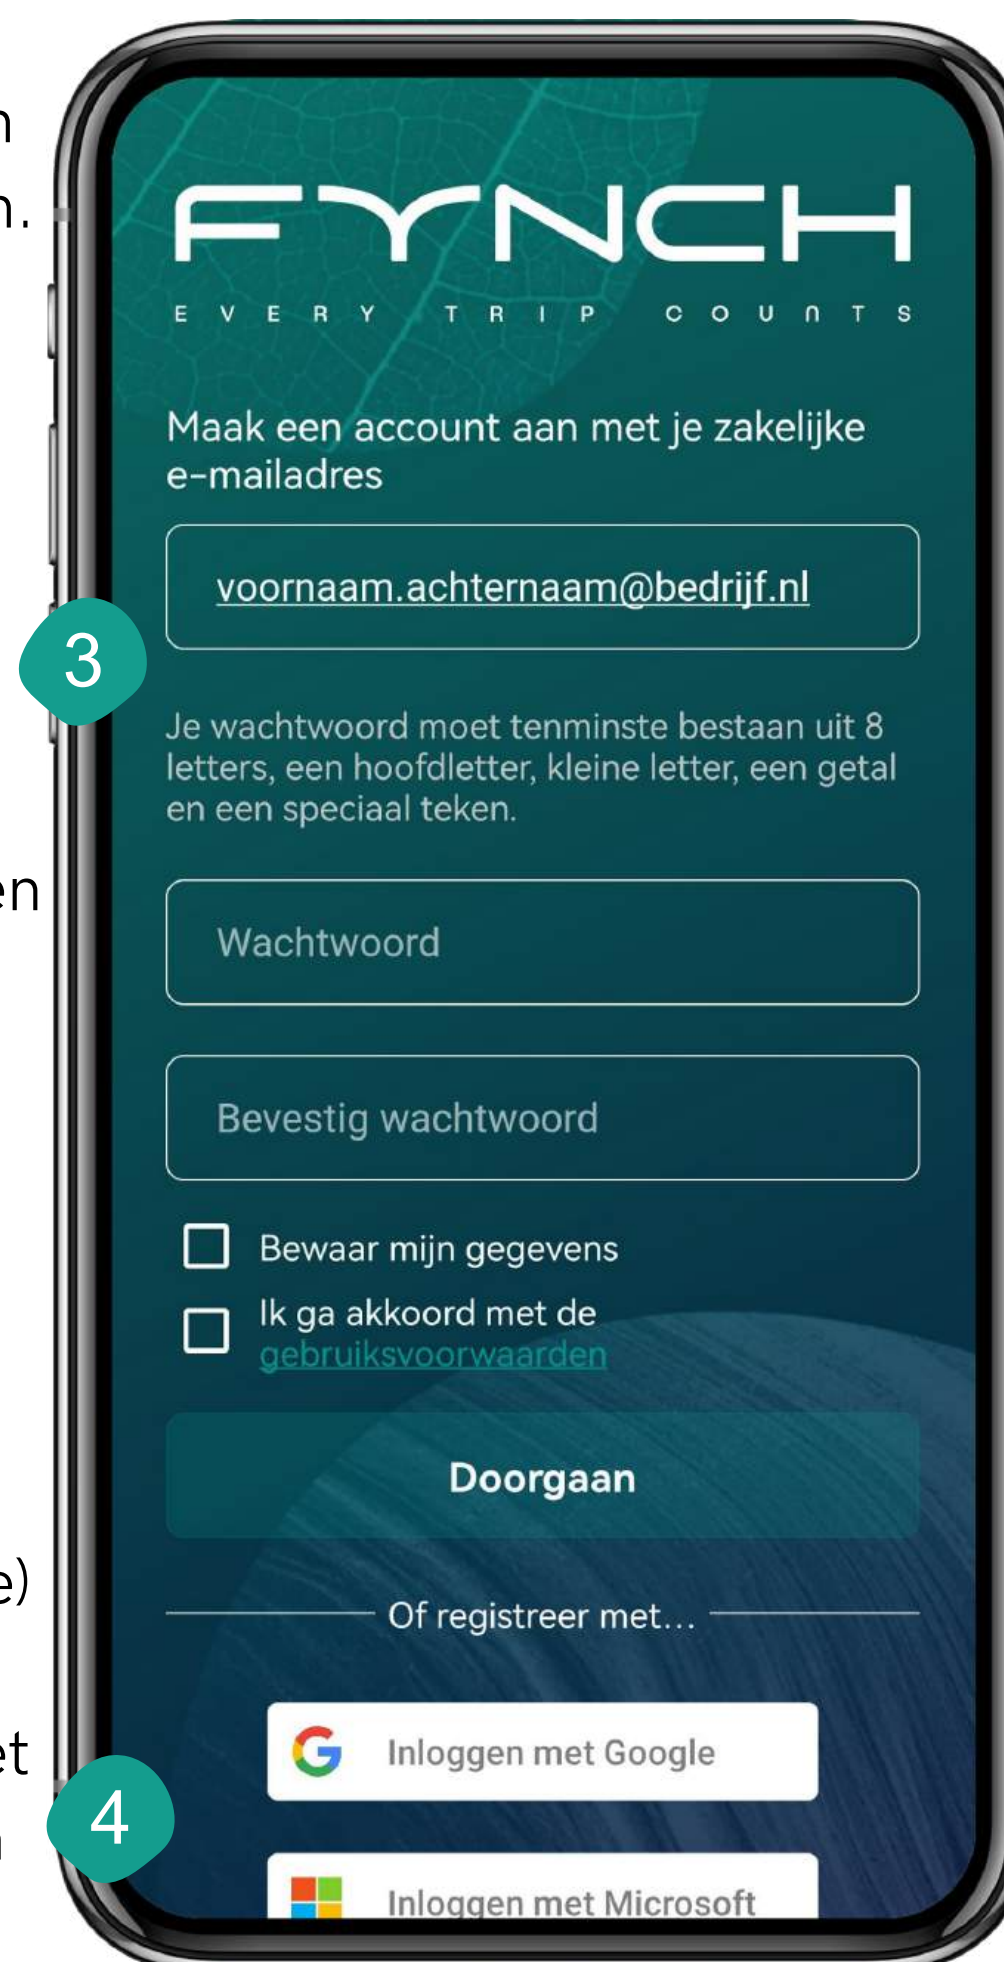 FYNCH
EVERY TRIP COUNTS
Maak een account aan met je zakelijke
e-mailadres
voornaam.achternaam@bedrijf.nl
3
Je wachtwoord moet tenminste bestaan uit 8
letters, een hoofdletter, kleine letter, een getal
en een speciaal teken.
Wachtwoord
Bevestig wachtwoord
Bewaar mijn gegevens
Ik ga akkoord met de
gebruiksvoorwaarden
Doorgaan
Of registreer met...
Inloggen met Google
4
Inloggen met Microsoft